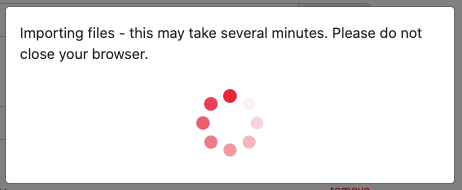 Importing files - this may take several minutes. Please do not
close your browser.